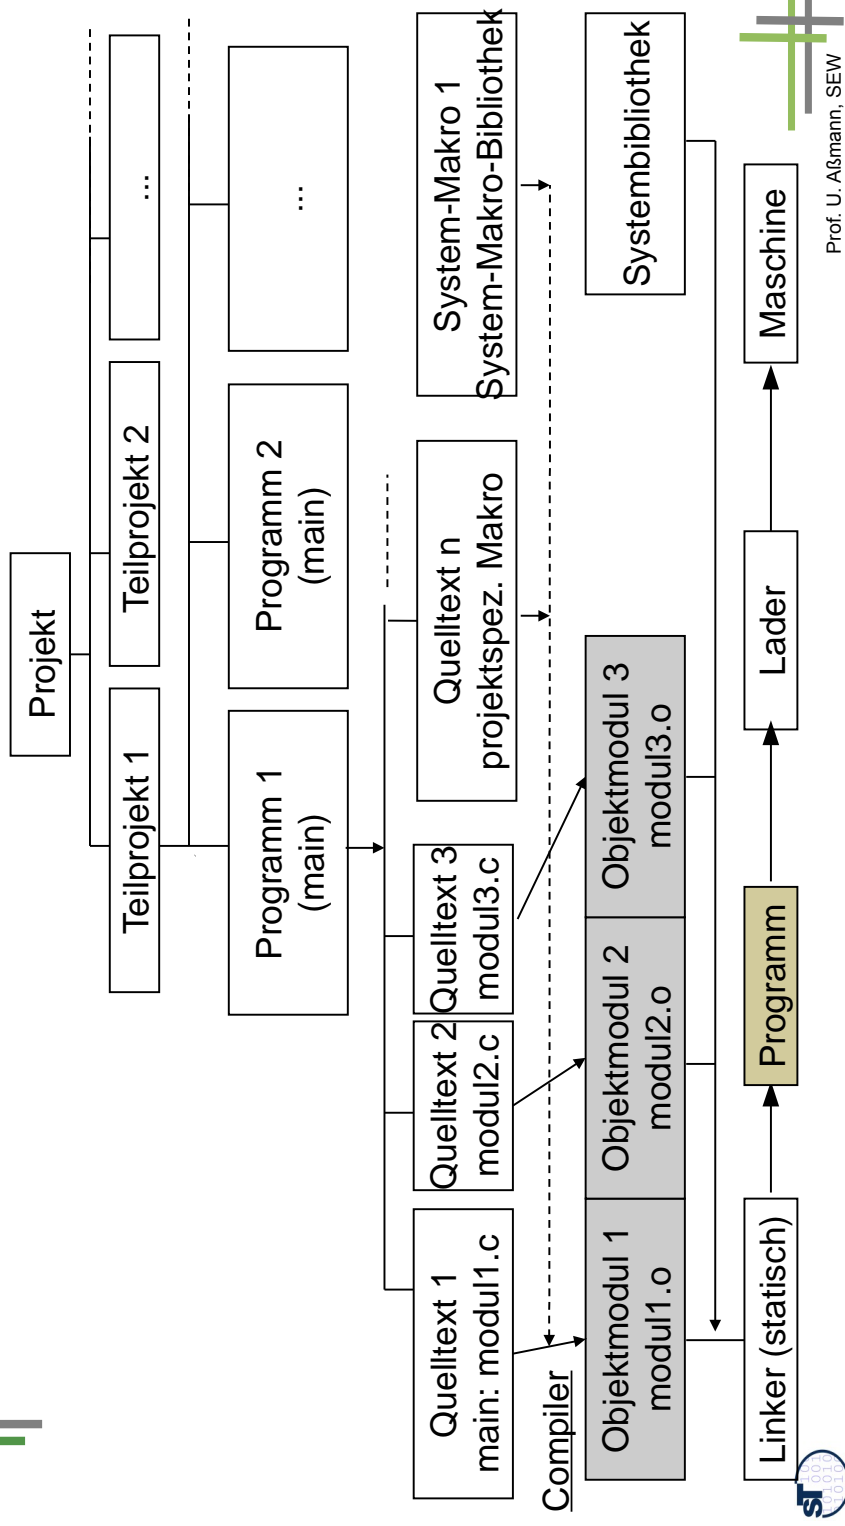 Projekt
Teilprojekt 1
Teilprojekt 2
...
Programm 1
(main)
Programm 2
(main)
...
Quelltext 1
main: modul1.c
Quelltext 2
modul2.c
Quelltext 3
modul3.c
Quelltext n
projektspez. Makro
System-Makro 1
System-Makro-Bibliothek
Compiler
Objektmodul 1
modul1.o
Objektmodul 2
modul2.o
Objektmodul 3
modul3.o
Systembibliothek
Linker (statisch)
Programm
Lader
Maschine
Prof. U. Aßmann, SEW
ST